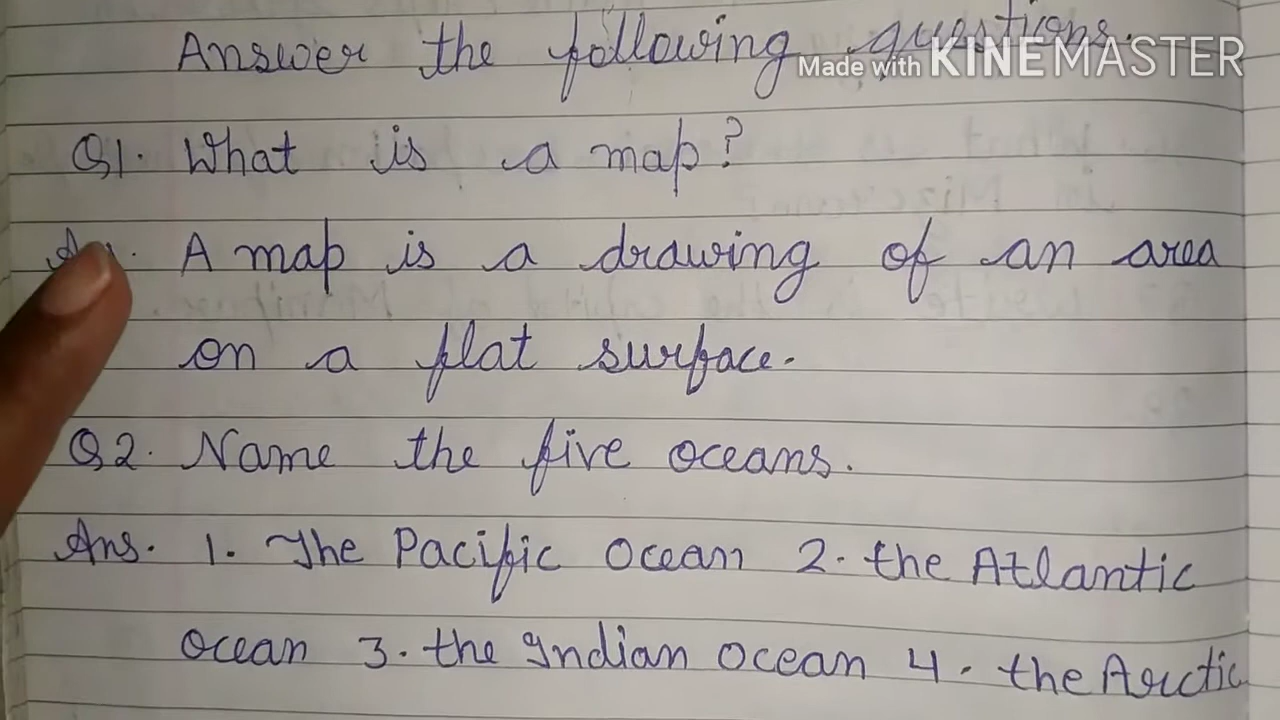 Answer the following questions.
Made with KINEMASTER
Q1. What is a map?
Ans. A map is a drawing of an area
on a flat surface.
Q2. Name the five oceans.
Ans. 1. The Pacific Ocean 2. the Atlantic
Ocean 3. the Indian Ocean 4. the Arctic